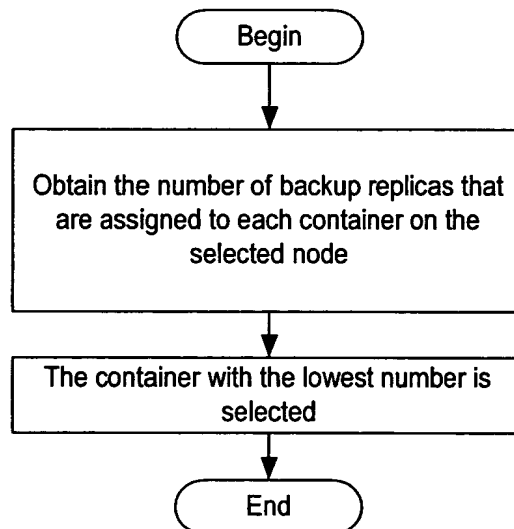 Begin
Obtain the number of backup replicas that
are assigned to each container on the
selected node
The container with the lowest number is
selected
End